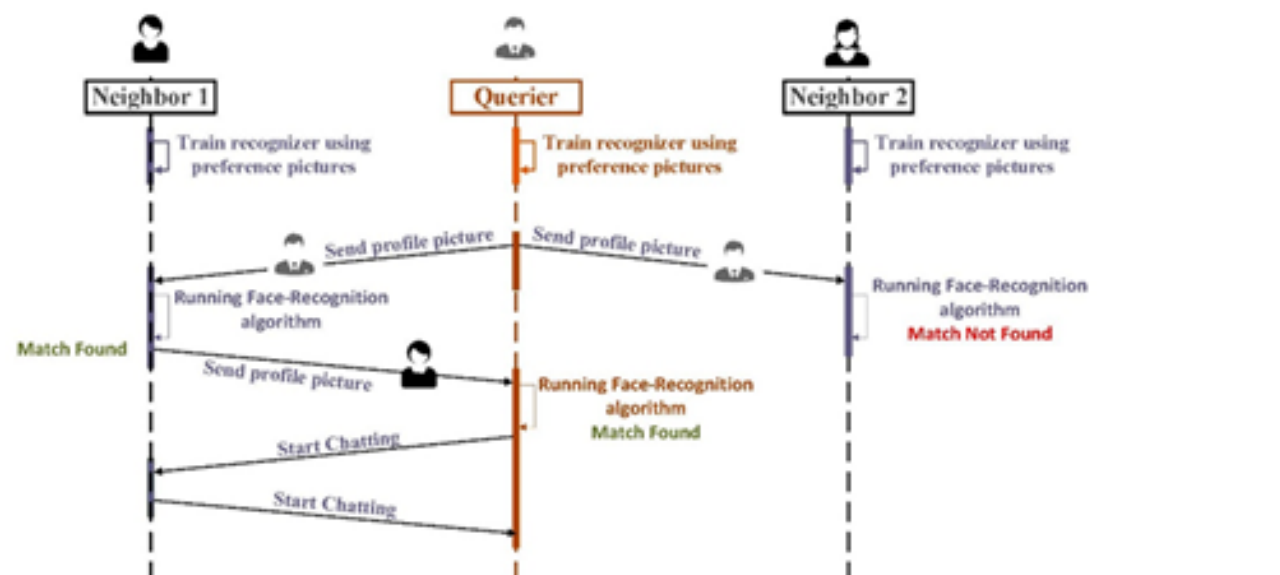 Neighbor 1
Querier
Neighbor 2
Train recognizer using
preference pictures
Train recognizer using
preference pictures
Train recognizer using
preference pictures
Send profile picture
Send profile picture
Running Face-Recognition
algorithm
Running Face-Recognition
algorithm
Match Not Found
Match Found
Send profile picture
Running Face-Recognition
algorithm
Match Found
Start Chatting
Start Chatting